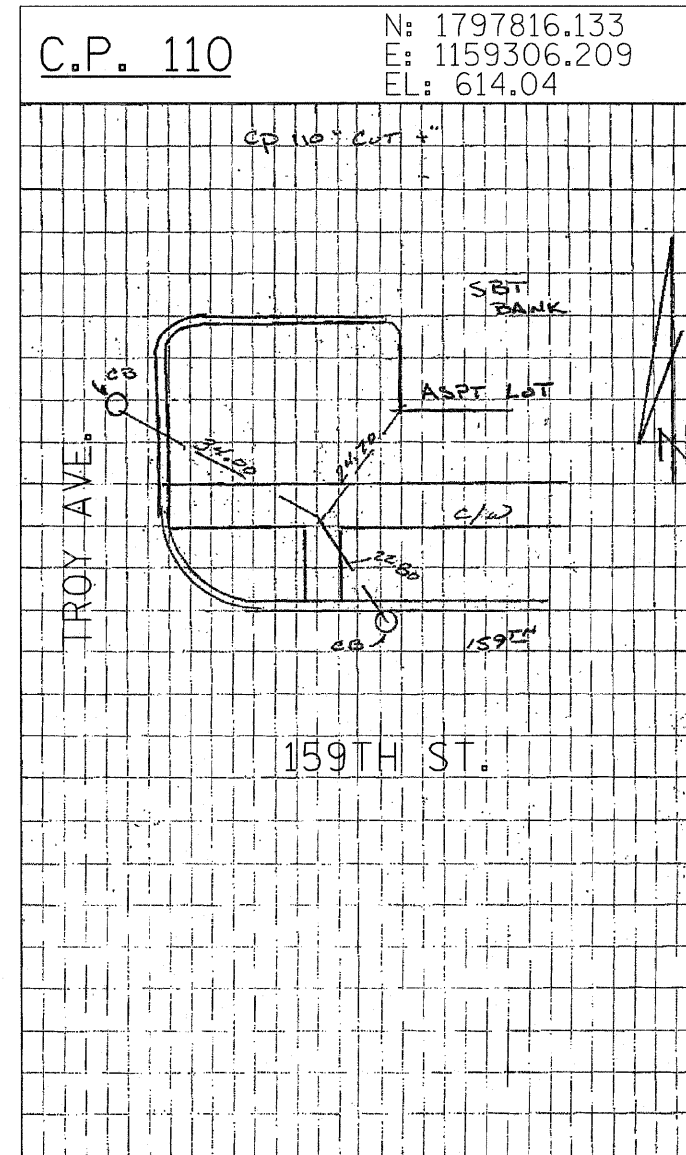 C.P. 110
N: 1797816.133
E: 1159306.209
EL: 614.04
CP 110 "CUT +"
SBT
BANK
CB
ASPT LOT
34.00
24.70
TROY AVE.
C/W
22.80
CB
159TH
159TH ST.
N